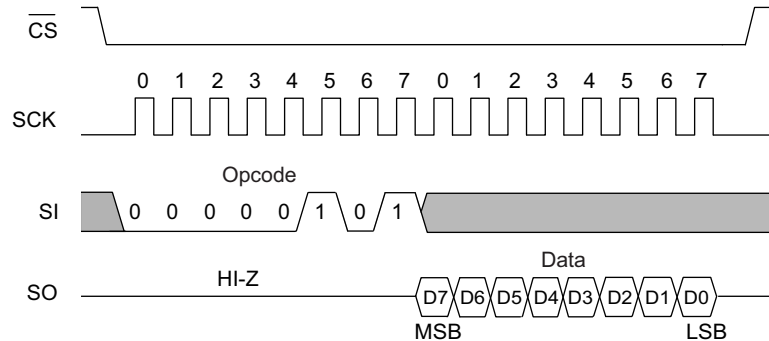 CS
0 1 2 3 4 5 6 7 0 1 2 3 4 5 6 7
SCK
Opcode
SI 0 0 0 0 0 1 0 1
HI-Z Data
SO D7 D6 D5 D4 D3 D2 D1 D0
MSB LSB